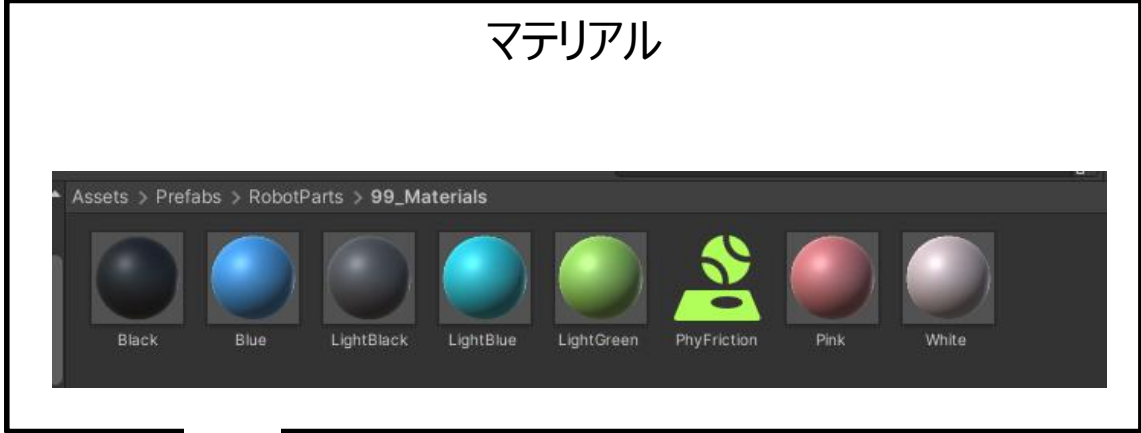 マテリアル
Assets > Prefabs > RobotParts > 99_Materials
Black Blue LightBlack LightBlue LightGreen PhyFriction Pink White